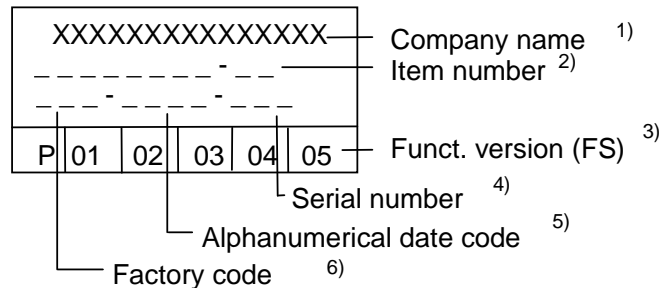 XXXXXXXXXXXXXXX Company name 1)
_ _ _ _ _ _ _ _ - _ _ Item number 2)
_ _ _ - _ _ _ _ - _ _ _
P 01 02 03 04 05 Funct. version (FS) 3)
Serial number 4)
Alphanumerical date code 5)
Factory code 6)